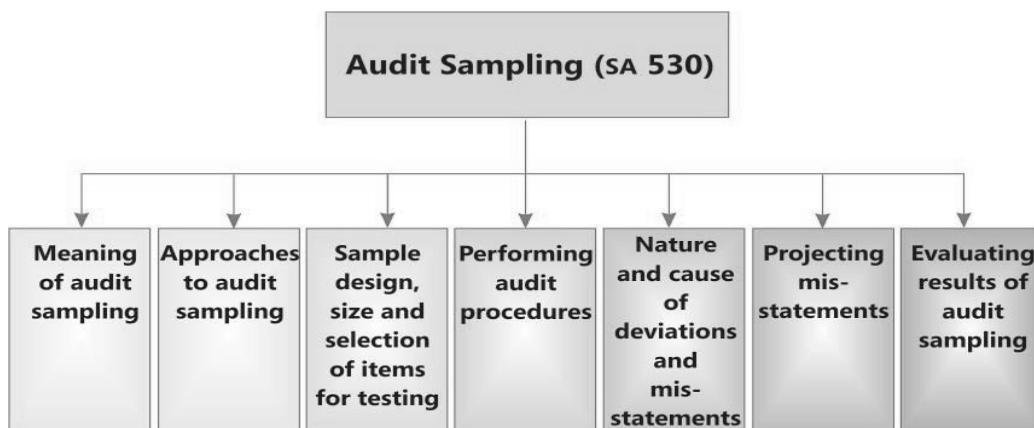 Audit Sampling (SA 530)
Meaning
of audit
sampling
Approaches
to audit
sampling
Sample
design,
size and
selection
of items
for testing
Performing
audit
procedures
Nature
and cause
of
deviations
and
mis-
statements
Projecting
mis-
statements
Evaluating
results of
audit
sampling